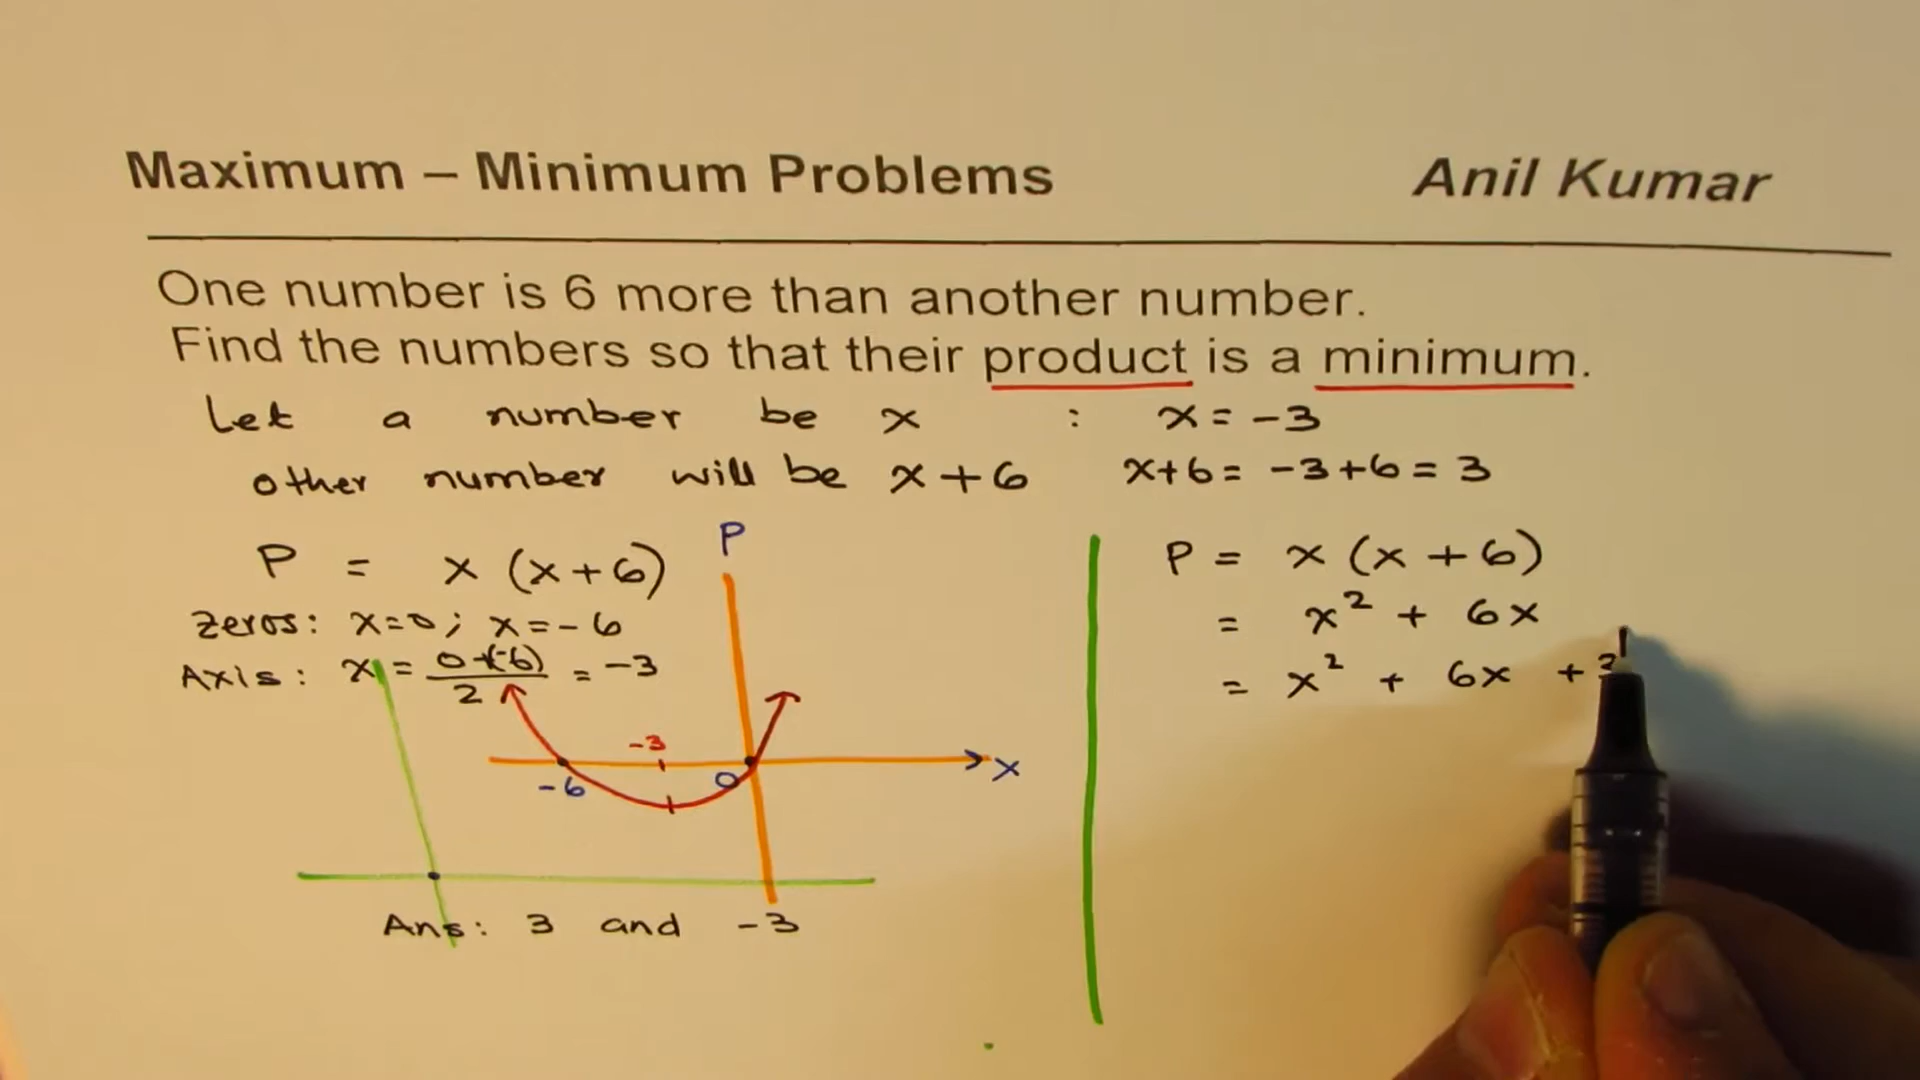 Maximum – Minimum Problems
Anil Kumar
One number is 6 more than another number.
Find the numbers so that their product is a minimum.
Let a number be x : x = -3
other number will be x + 6 x+6 = -3+6 = 3
P = x (x + 6)
Zeros: x=0; x=-6
Axis: x = 0+(-6)/2 = -3
P
-3
-6
0
x
Ans: 3 and -3
P = x (x + 6)
= x² + 6x
= x² + 6x +